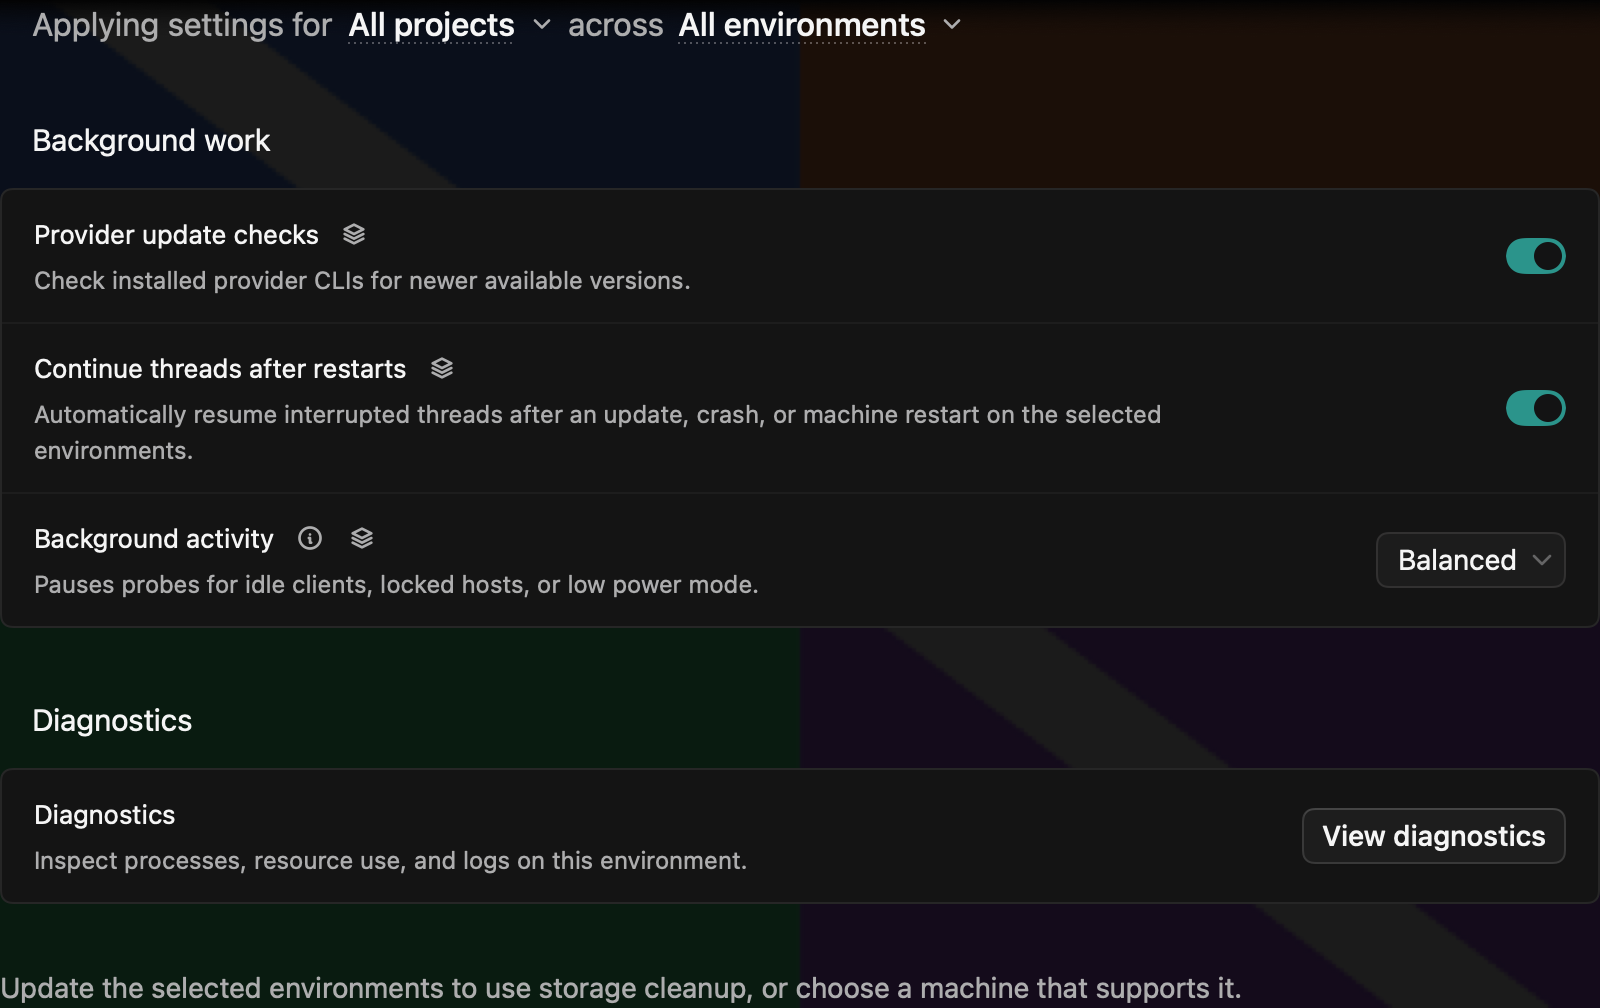 Applying settings for All projects across All environments
Background work
Provider update checks
Check installed provider CLIs for newer available versions.
Continue threads after restarts
Automatically resume interrupted threads after an update, crash, or machine restart on the selected
environments.
Background activity
Pauses probes for idle clients, locked hosts, or low power mode.
Balanced
Diagnostics
Diagnostics
Inspect processes, resource use, and logs on this environment.
View diagnostics
Update the selected environments to use storage cleanup, or choose a machine that supports it.